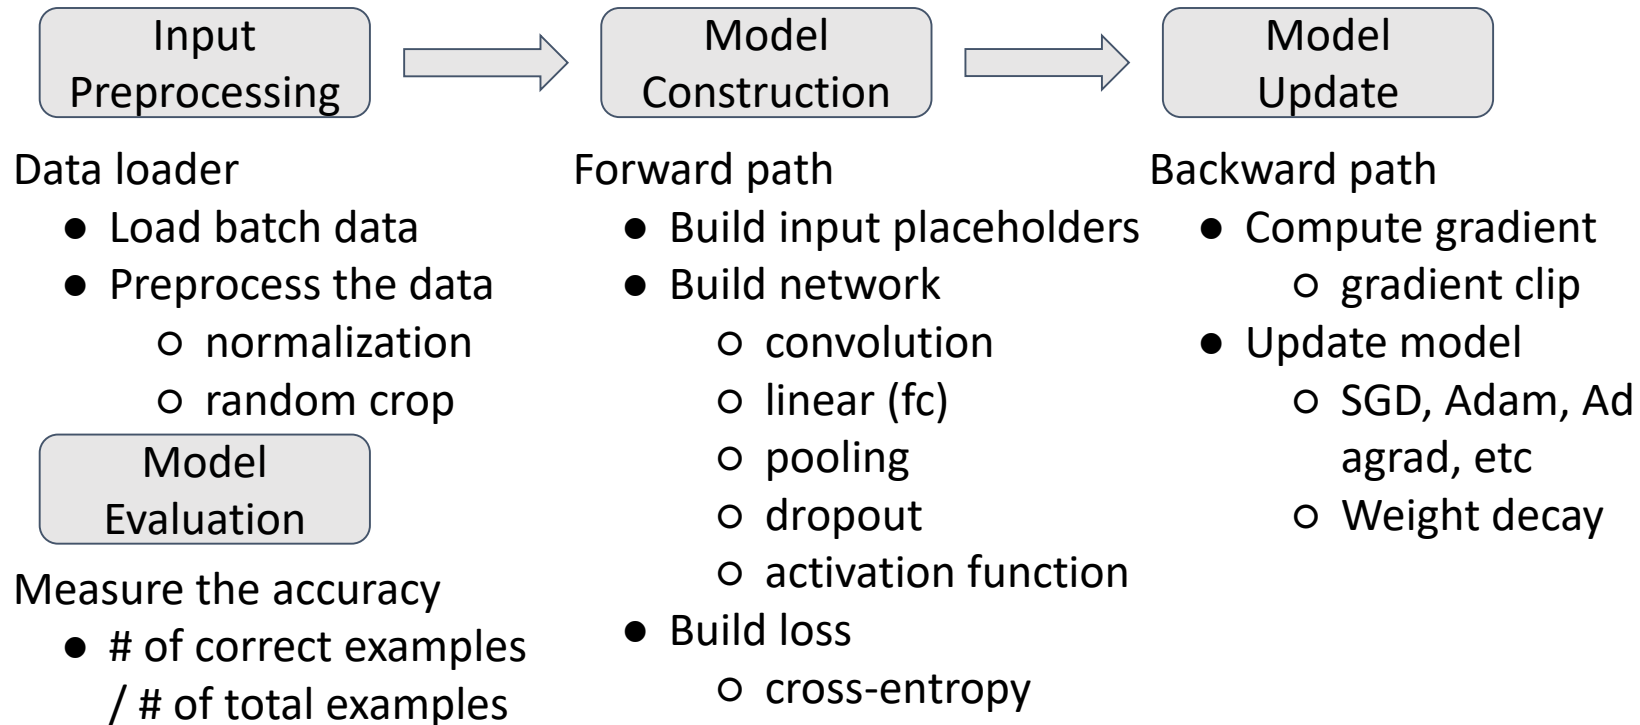 Input
Preprocessing
Data loader
● Load batch data
● Preprocess the data
○ normalization
○ random crop
Model
Evaluation
Measure the accuracy
● # of correct examples
/ # of total examples
Model
Construction
Forward path
● Build input placeholders
● Build network
○ convolution
○ linear (fc)
○ pooling
○ dropout
○ activation function
● Build loss
○ cross-entropy
Model
Update
Backward path
● Compute gradient
○ gradient clip
● Update model
○ SGD, Adam, Ad
agrad, etc
○ Weight decay